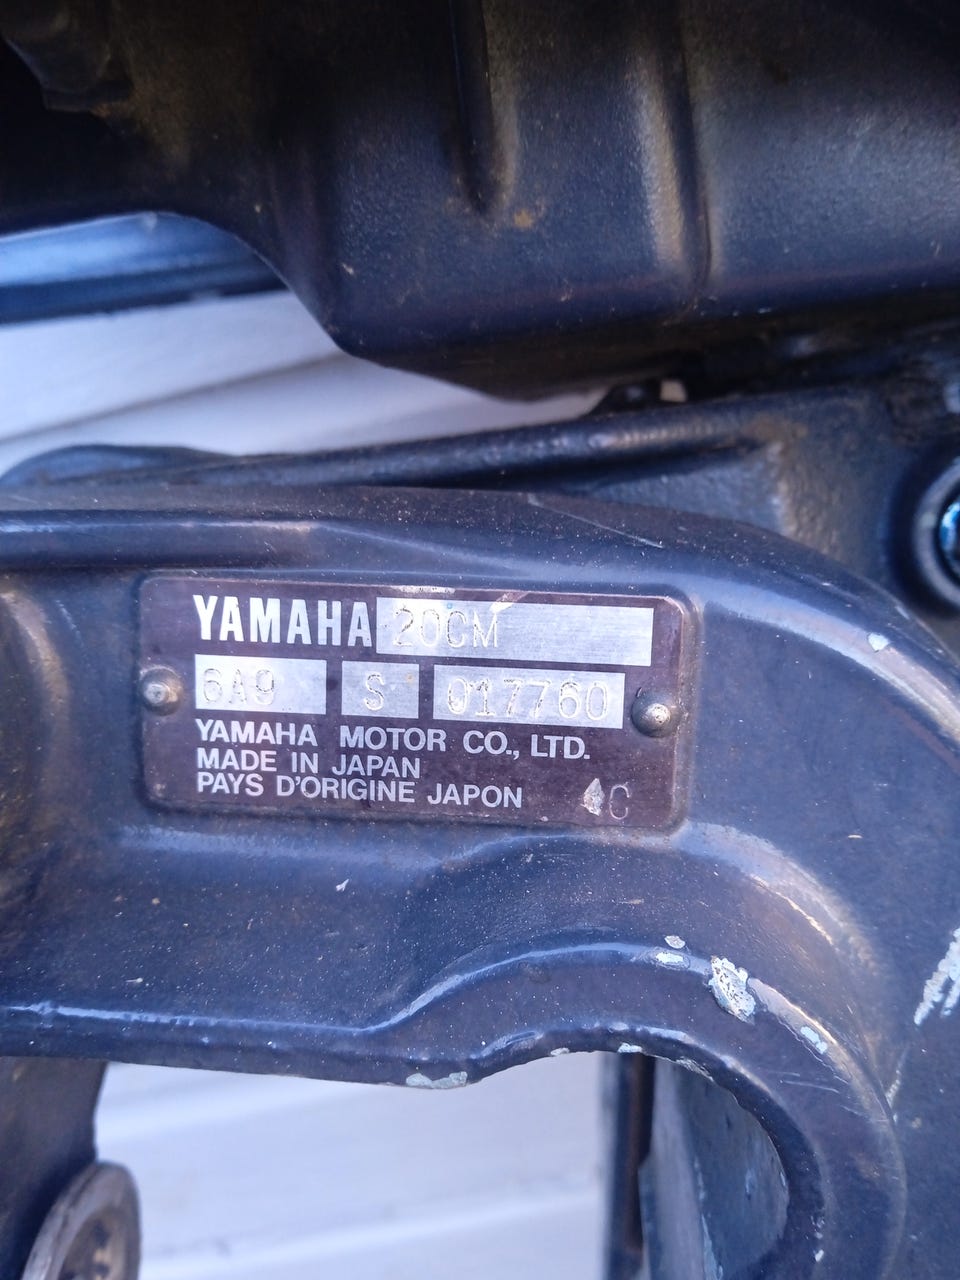 YAMAHA 20CM
6A9 S 017760
YAMAHA MOTOR CO., LTD.
MADE IN JAPAN
PAYS D'ORIGINE JAPON C